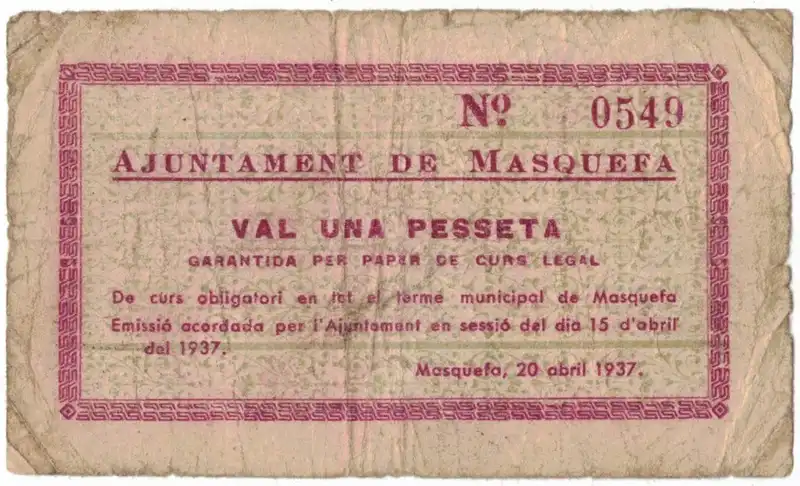 Nº 0549
AJUNTAMENT DE MASQUEFA
VAL UNA PESSETA
GARANTIDA PER PAPER DE CURS LEGAL
De curs obligatori en tot el terme municipal de Masquefa
Emissió acordada per l'Ajuntament en sessió del dia 15 d'abril
del 1937.
Masquefa, 20 abril 1937.